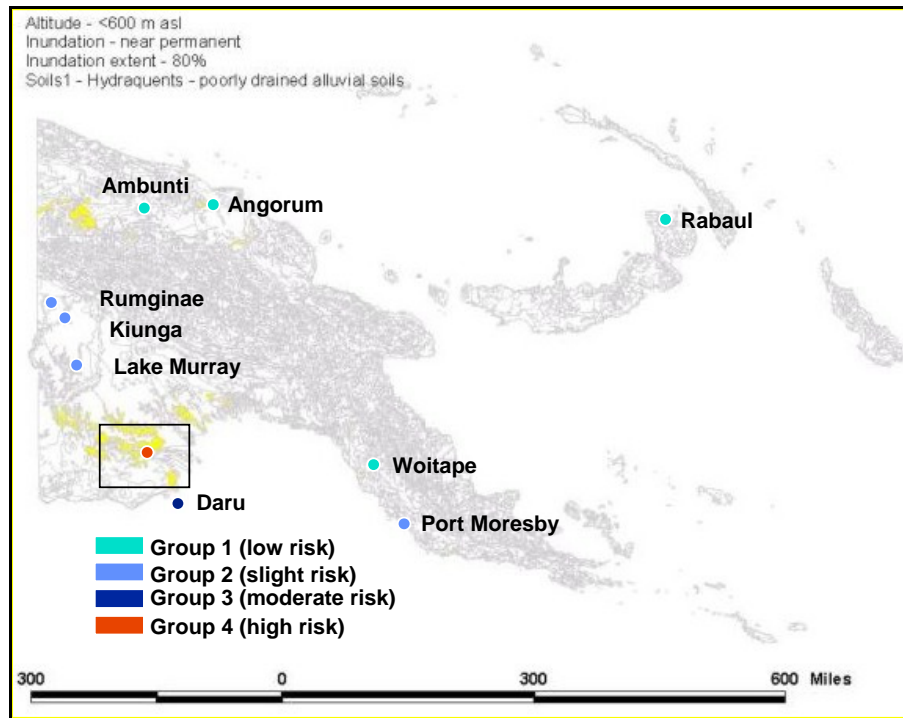 Altitude - <600 m asl
Inundation - near permanent
Inundation extent - 80%
Soils1 - Hydraquents - poorly drained alluvial soils
Ambunti
Angorum
Rabaul
Rumginae
Kiunga
Lake Murray
Woitape
Daru
Port Moresby
Group 1 (low risk)
Group 2 (slight risk)
Group 3 (moderate risk)
Group 4 (high risk)
300 0 300 600 Miles